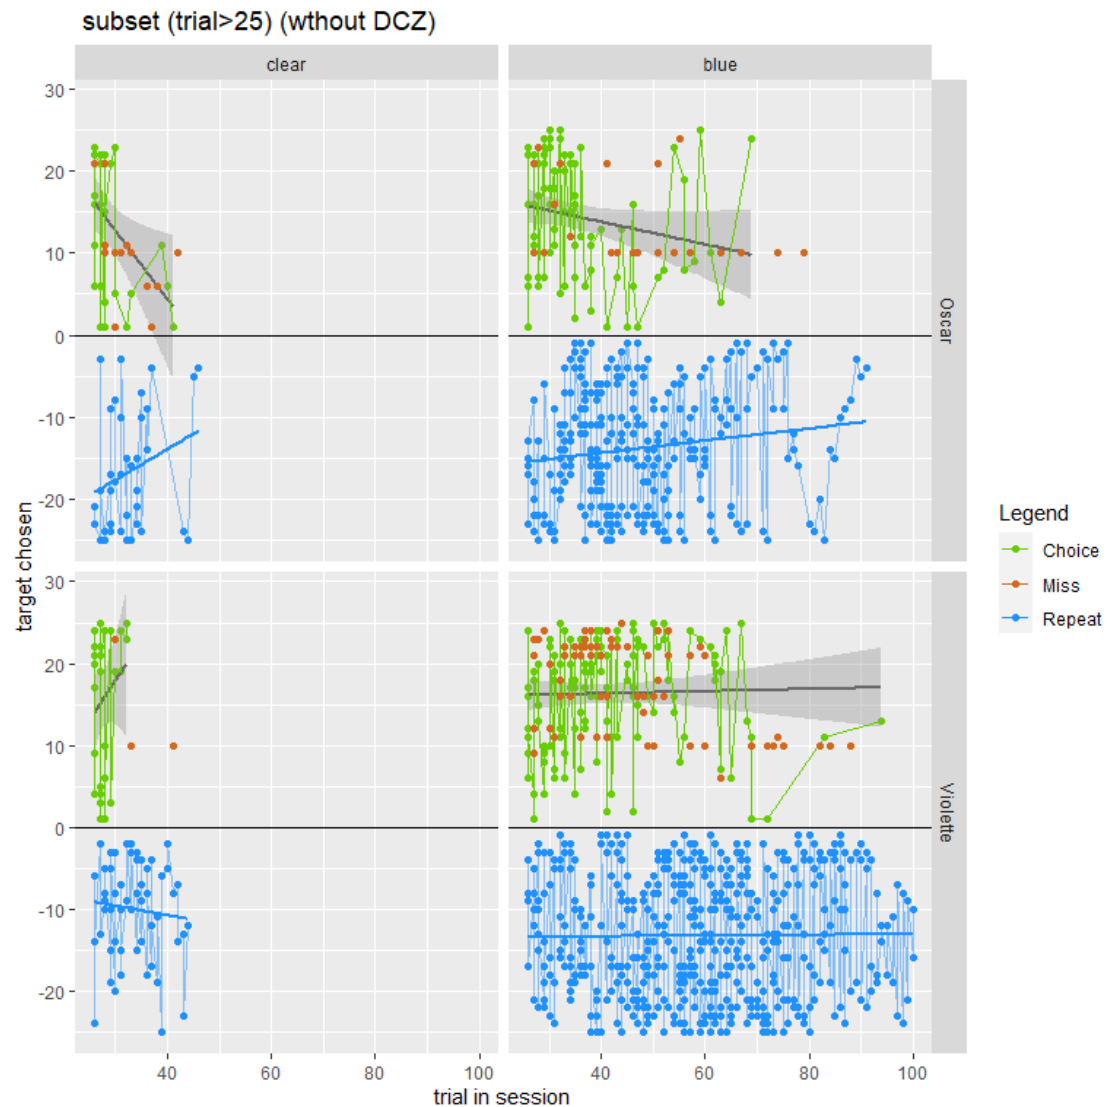 subset (trial>25) (wthout DCZ)
clear
blue
30
20
10
0
-10
-20
Oscar
30
20
10
0
-10
-20
Violette
target chosen
40
60
80
100
40
60
80
100
trial in session
Legend
Choice
Miss
Repeat